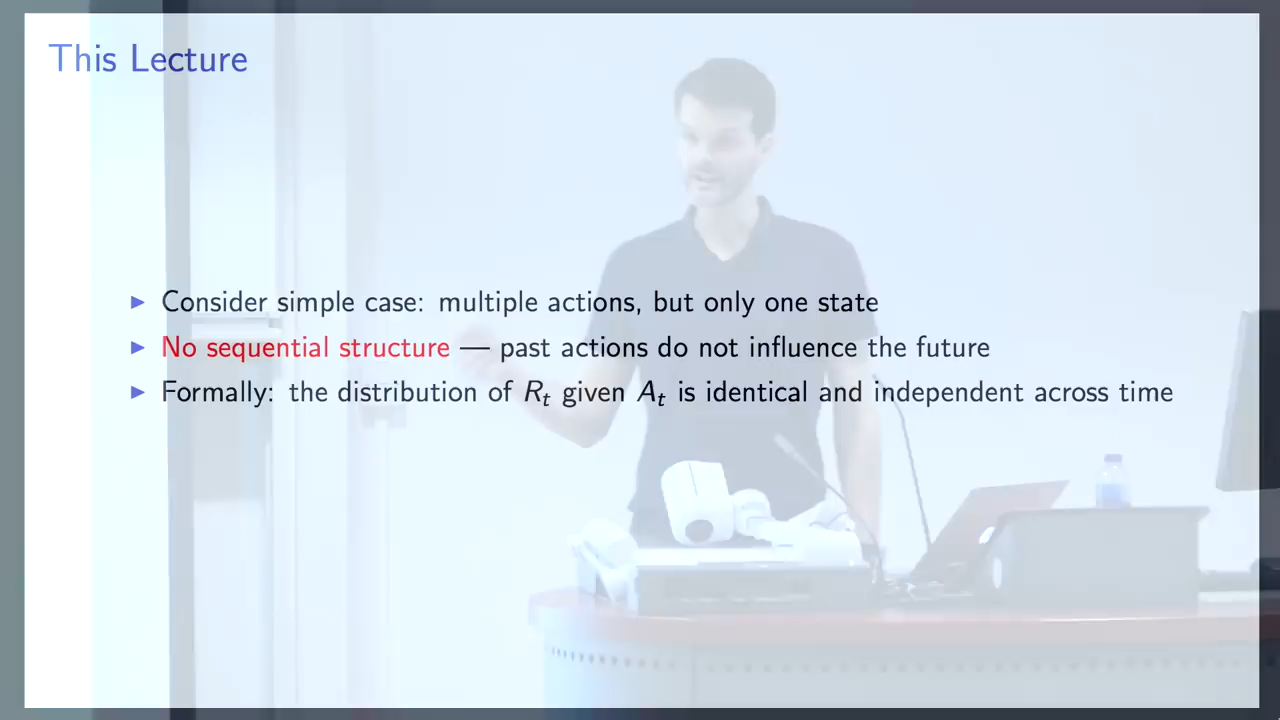 This Lecture
▶ Consider simple case: multiple actions, but only one state
▶ No sequential structure — past actions do not influence the future
▶ Formally: the distribution of Rₜ given Aₜ is identical and independent across time